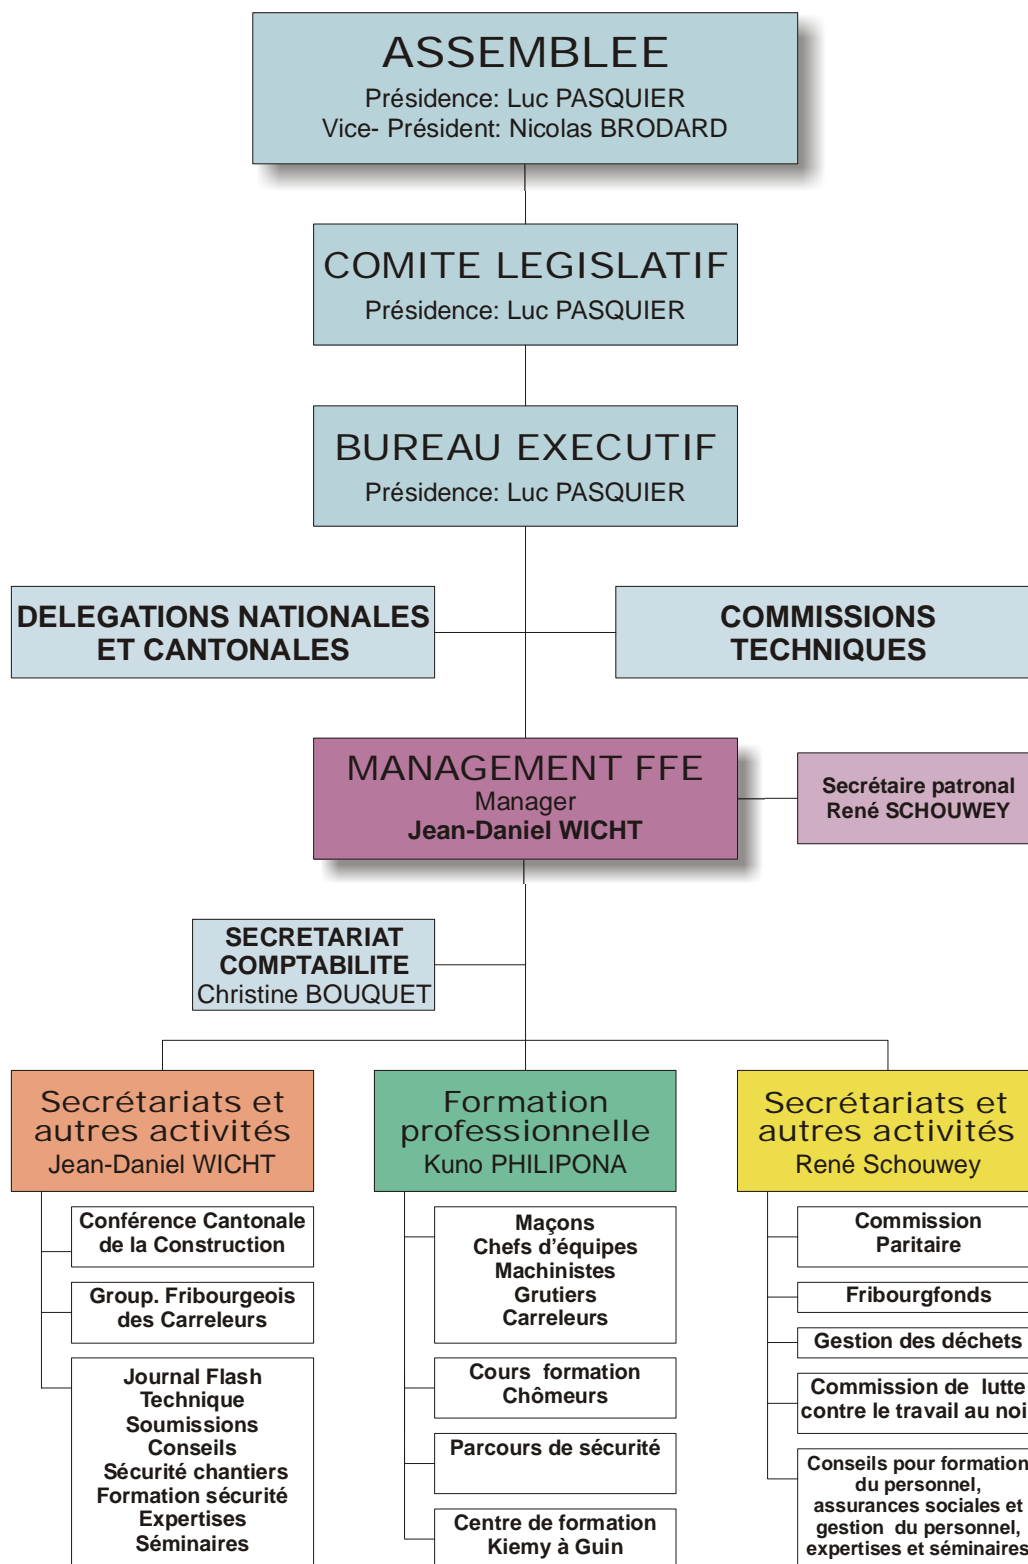 ASSEMBLEE
Présidence: Luc PASQUIER
Vice- Président: Nicolas BRODARD
COMITE LEGISLATIF
Présidence: Luc PASQUIER
BUREAU EXECUTIF
Présidence: Luc PASQUIER
DELEGATIONS NATIONALES
ET CANTONALES
COMMISSIONS
TECHNIQUES
MANAGEMENT FFE
Manager
Jean-Daniel WICHT
Secrétaire patronal
René SCHOUWEY
SECRETARIAT
COMPTABILITE
Christine BOUQUET
Secrétariats et
autres activités
Jean-Daniel WICHT
Conférence Cantonale
de la Construction
Group. Fribourgeois
des Carreleurs
Journal Flash
Technique
Soumissions
Conseils
Sécurité chantiers
Formation sécurité
Expertises
Séminaires
Formation
professionnelle
Kuno PHILIPONA
Maçons
Chefs d'équipes
Machinistes
Grutiers
Carreleurs
Cours formation
Chômeurs
Parcours de sécurité
Centre de formation
Kiemy à Guin
Secrétariats et
autres activités
René Schouwey
Commission
Paritaire
Fribourgfonds
Gestion des déchets
Commission de lutte
contre le travail au noi
Conseils pour formation
du personnel,
assurances sociales et
gestion du personnel,
expertises et séminaires